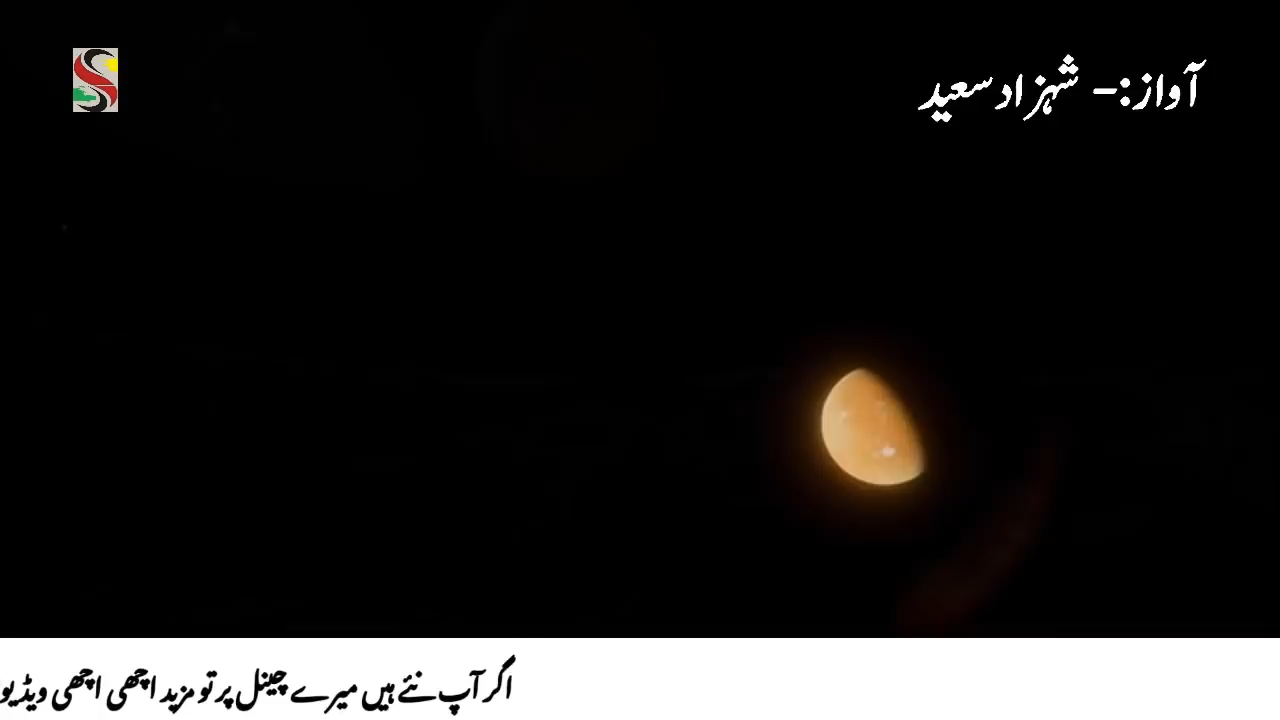 آواز:- شہزاد سعید
اگر آپ نئے ہیں میرے چینل پر تو مزید اچھی اچھی ویڈیو